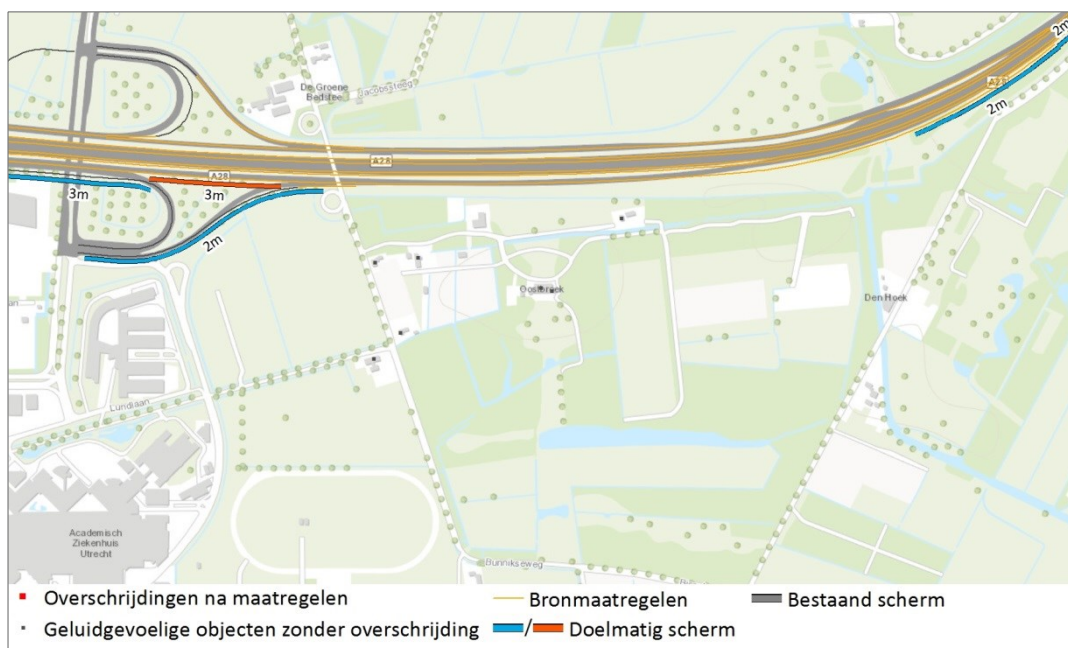 2m
A28
2m
De Groene
Bedstee
Jacobssteeg
A28
A28
3m
3m
2m
Oostbroek
Den Hoek
Lundlaan
Academisch
Ziekenhuis
Utrecht
Bunnikseweg
Overschrijdingen na maatregelen
Bronmaatregelen
Bestaand scherm
Geluidgevoelige objecten zonder overschrijding
/
Doelmatig scherm